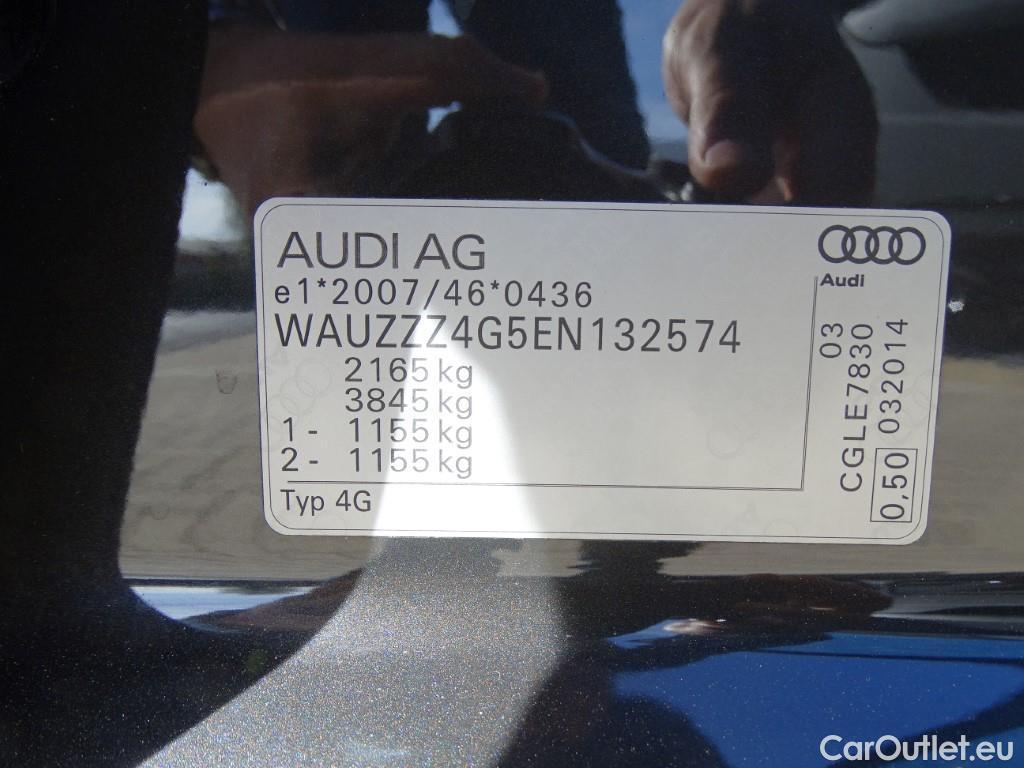 AUDI AG
e1*2007/46*0436
WAUZZZ4G5EN132574
2165 kg
3845 kg
1- 1155 kg
2- 1155 kg
Typ 4G
Audi
03
CGLE7830
0,50 032014
CarOutlet.eu